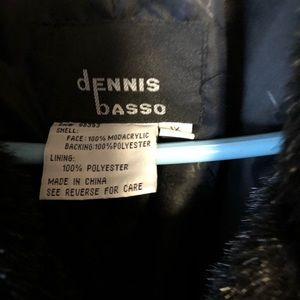 dENNIS
basso
SHELL:
FACE: 100% MODACRYLIC
BACKING: 100% POLYESTER
LINING:
100% POLYESTER
MADE IN CHINA
SEE REVERSE FOR CARE